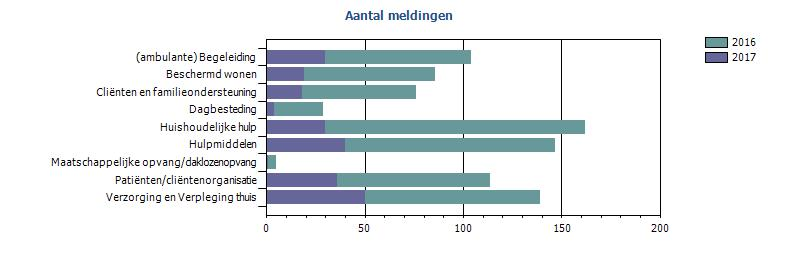 Aantal meldingen
2016
2017
(ambulante) Begeleiding
Beschermd wonen
Cliënten en familieondersteuning
Dagbesteding
Huishoudelijke hulp
Hulpmiddelen
Maatschappelijke opvang/daklozenopvang
Patiënten/cliëntenorganisatie
Verzorging en Verpleging thuis
0 50 100 150 200